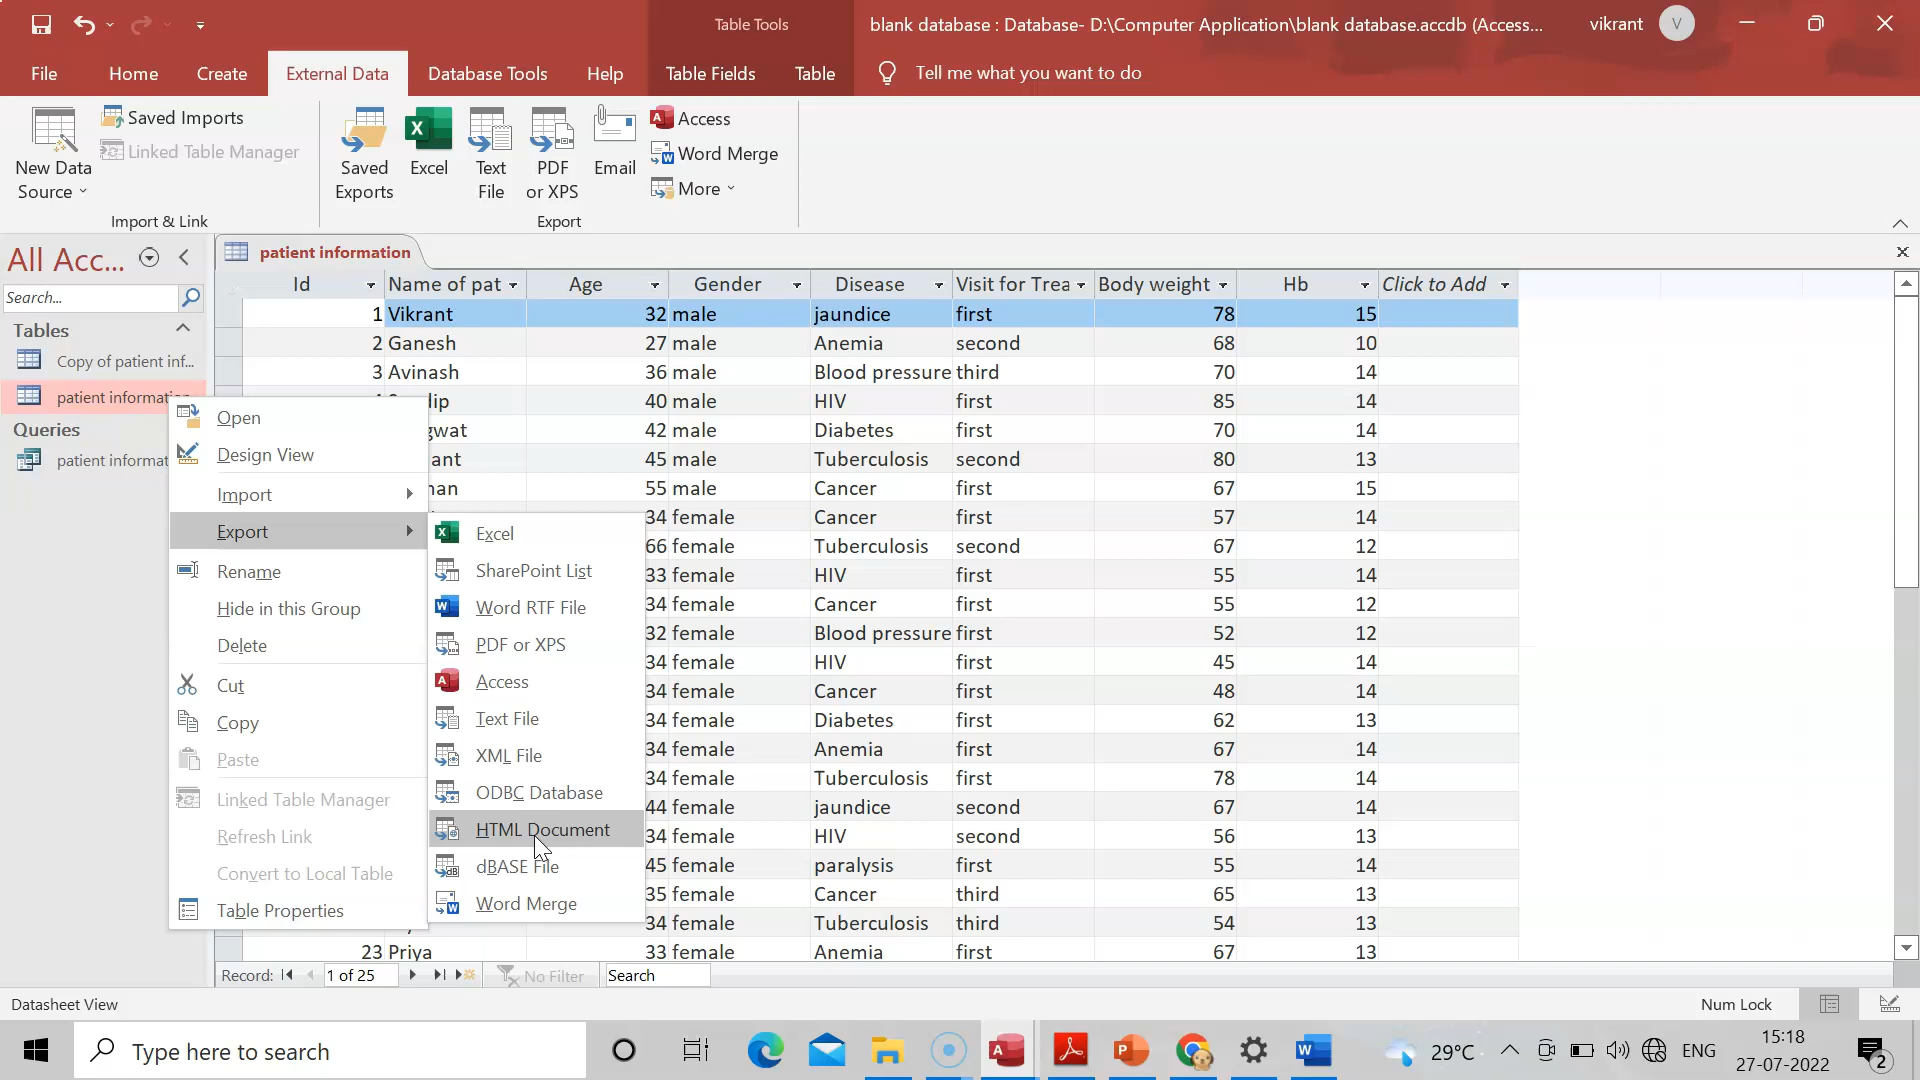 Table Tools
blank database : Database- D:\Computer Application\blank database.accdb (Access...
vikrant
V
File
Home
Create
External Data
Database Tools
Help
Table Fields
Table
Tell me what you want to do
New Data
Source
Saved Imports
Linked Table Manager
Import & Link
Saved
Exports
Excel
Text
File
PDF
or XPS
Email
Access
Word Merge
More
Export
All Acc...
Search...
Tables
Copy of patient inf...
patient information
Queries
patient informat
patient information
Id Name of pat Age Gender Disease Visit for Trea Body weight Hb Click to Add
1 Vikrant 32 male jaundice first 78 15
2 Ganesh 27 male Anemia second 68 10
3 Avinash 36 male Blood pressure third 70 14
ip 40 male HIV first 85 14
gwat 42 male Diabetes first 70 14
ant 45 male Tuberculosis second 80 13
nan 55 male Cancer first 67 15
34 female Cancer first 57 14
66 female Tuberculosis second 67 12
33 female HIV first 55 14
34 female Cancer first 55 12
32 female Blood pressure first 52 12
34 female HIV first 45 14
34 female Cancer first 48 14
34 female Diabetes first 62 13
34 female Anemia first 67 14
34 female Tuberculosis first 78 14
44 female jaundice second 67 14
34 female HIV second 56 13
45 female paralysis first 55 14
35 female Cancer third 65 13
34 female Tuberculosis third 54 13
23 Priya 33 female Anemia first 67 13
Open
Design View
Import
Export
Rename
Hide in this Group
Delete
Cut
Copy
Paste
Linked Table Manager
Refresh Link
Convert to Local Table
Table Properties
Excel
SharePoint List
Word RTF File
PDF or XPS
Access
Text File
XML File
ODBC Database
HTML Document
dBASE File
Word Merge
Record: 1 of 25 No Filter Search
Datasheet View
Num Lock
Type here to search
29°C
ENG
15:18
27-07-2022
2